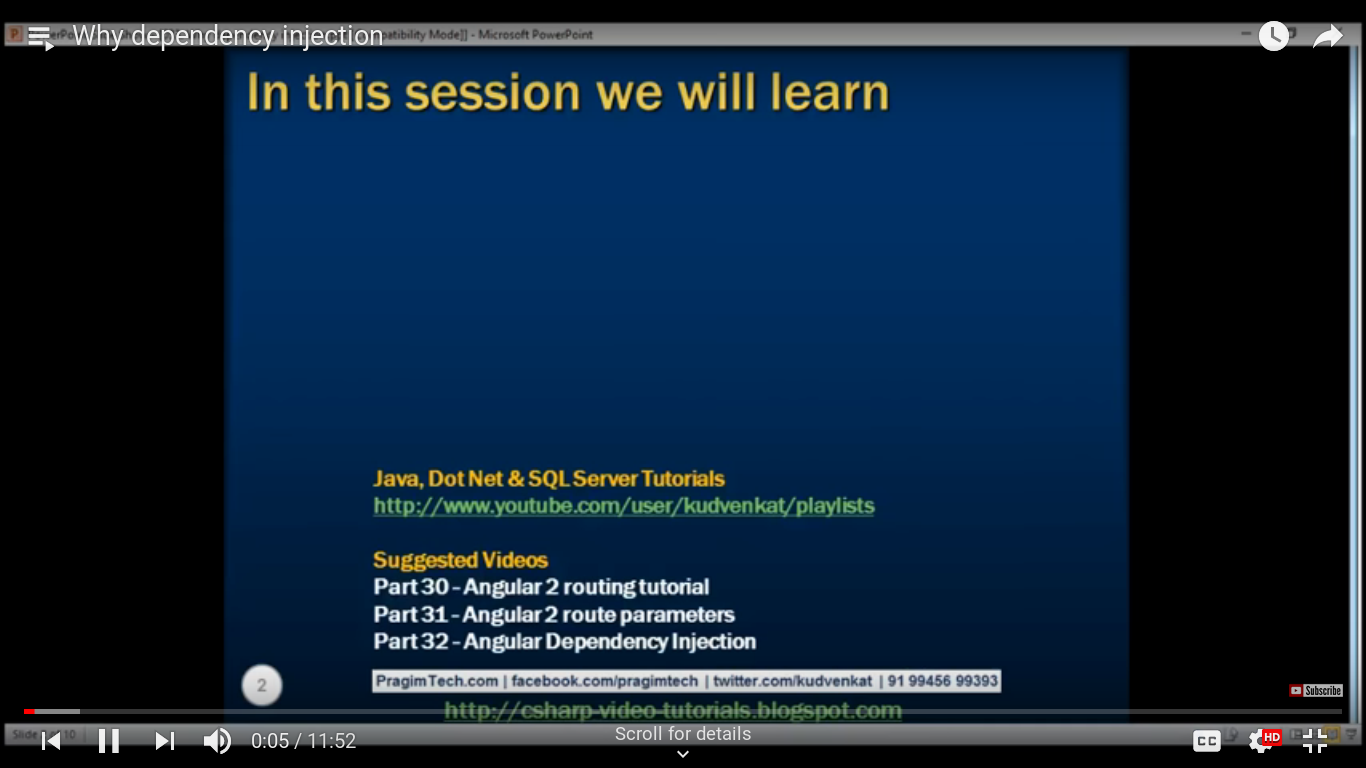 Why dependency injection
atibility Mode]] - Microsoft PowerPoint
In this session we will learn
Java, Dot Net & SQL Server Tutorials
http://www.youtube.com/user/kudvenkat/playlists
Suggested Videos
Part 30 - Angular 2 routing tutorial
Part 31 - Angular 2 route parameters
Part 32 - Angular Dependency Injection
2
PragimTech.com | facebook.com/pragimtech | twitter.com/kudvenkat | 91 99456 99393
Subscribe
http://csharp-video-tutorials.blogspot.com
Slide 10
0:05 / 11:52
Scroll for details
CC
HD